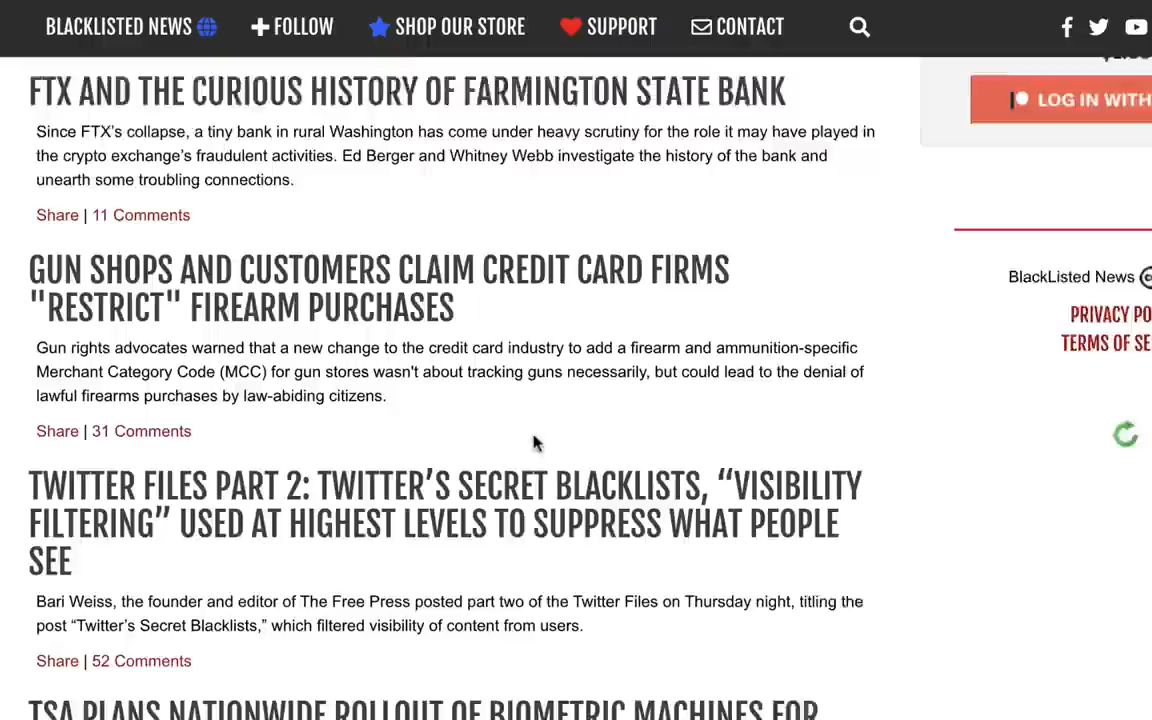 BLACKLISTED NEWS FOLLOW SHOP OUR STORE SUPPORT CONTACT
FTX AND THE CURIOUS HISTORY OF FARMINGTON STATE BANK
LOG IN WITH
Since FTX's collapse, a tiny bank in rural Washington has come under heavy scrutiny for the role it may have played in
the crypto exchange's fraudulent activities. Ed Berger and Whitney Webb investigate the history of the bank and
unearth some troubling connections.
Share | 11 Comments
GUN SHOPS AND CUSTOMERS CLAIM CREDIT CARD FIRMS
"RESTRICT" FIREARM PURCHASES
Gun rights advocates warned that a new change to the credit card industry to add a firearm and ammunition-specific
Merchant Category Code (MCC) for gun stores wasn't about tracking guns necessarily, but could lead to the denial of
lawful firearms purchases by law-abiding citizens.
Share | 31 Comments
TWITTER FILES PART 2: TWITTER'S SECRET BLACKLISTS, “VISIBILITY
FILTERING” USED AT HIGHEST LEVELS TO SUPPRESS WHAT PEOPLE
SEE
Bari Weiss, the founder and editor of The Free Press posted part two of the Twitter Files on Thursday night, titling the
post “Twitter's Secret Blacklists,” which filtered visibility of content from users.
Share | 52 Comments
TSA PLANS NATIONWIDE ROLLOUT OF BIOMETRIC MACHINES FOR
BlackListed News
PRIVACY PO
TERMS OF SE